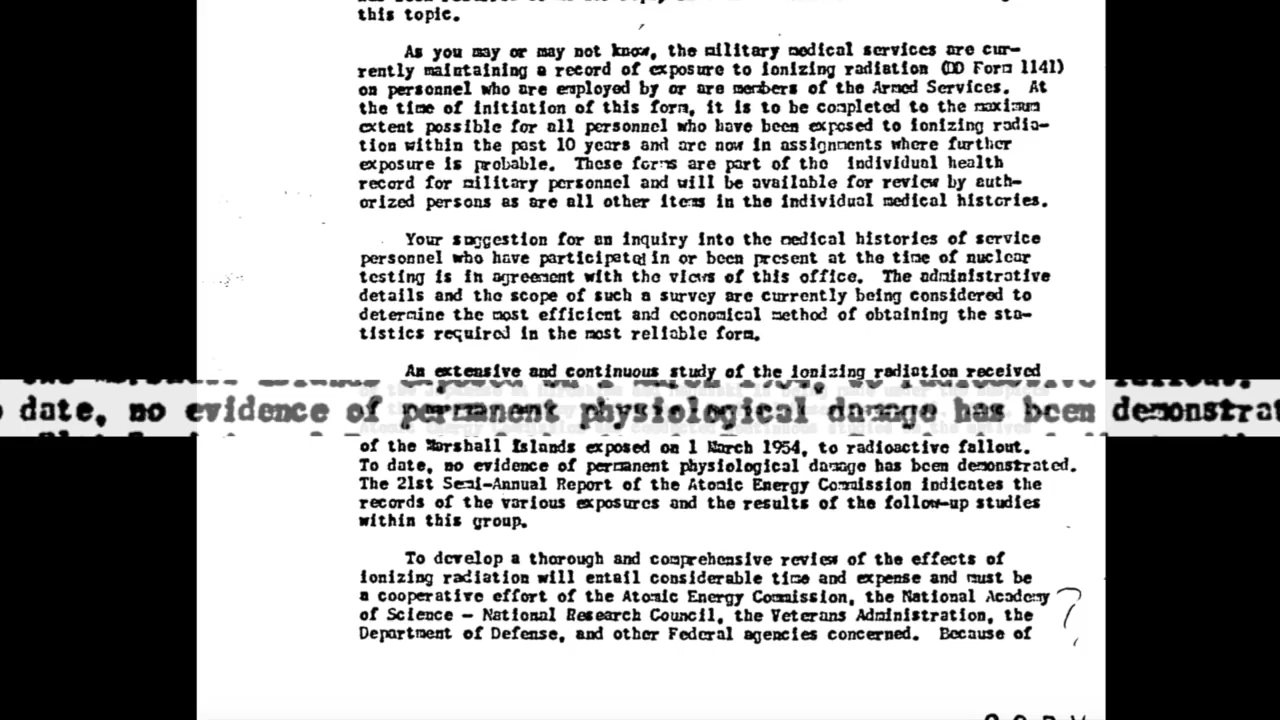 this topic.
As you may or may not know, the military medical services are cur-
rently maintaining a record of exposure to ionizing radiation (DD Form 1141)
on personnel who are employed by or are members of the Armed Services. At
the time of initiation of this form, it is to be completed to the maximum
extent possible for all personnel who have been exposed to ionizing radia-
tion within the past 10 years and are now in assignments where further
exposure is probable. These forms are part of the individual health
record for military personnel and will be available for review by auth-
orized persons as are all other items in the individual medical histories.
Your suggestion for an inquiry into the medical histories of service
personnel who have participated in or been present at the time of nuclear
testing is in agreement with the views of this office. The administrative
details and the scope of such a survey are currently being considered to
determine the most efficient and economical method of obtaining the sta-
tistics required in the most reliable form.
An extensive and continuous study of the ionizing radiation received
date, no evidence of permanent physiological damage has been demonstrat
of the Marshall Islands exposed on 1 March 1954, to radioactive fallout.
To date, no evidence of permanent physiological damage has been demonstrated.
The 21st Semi-Annual Report of the Atomic Energy Commission indicates the
records of the various exposures and the results of the follow-up studies
within this group.
To develop a thorough and comprehensive review of the effects of
ionizing radiation will entail considerable time and expense and must be
a cooperative effort of the Atomic Energy Commission, the National Academy
of Science - National Research Council, the Veterans Administration, the
Department of Defense, and other Federal agencies concerned. Because of
?